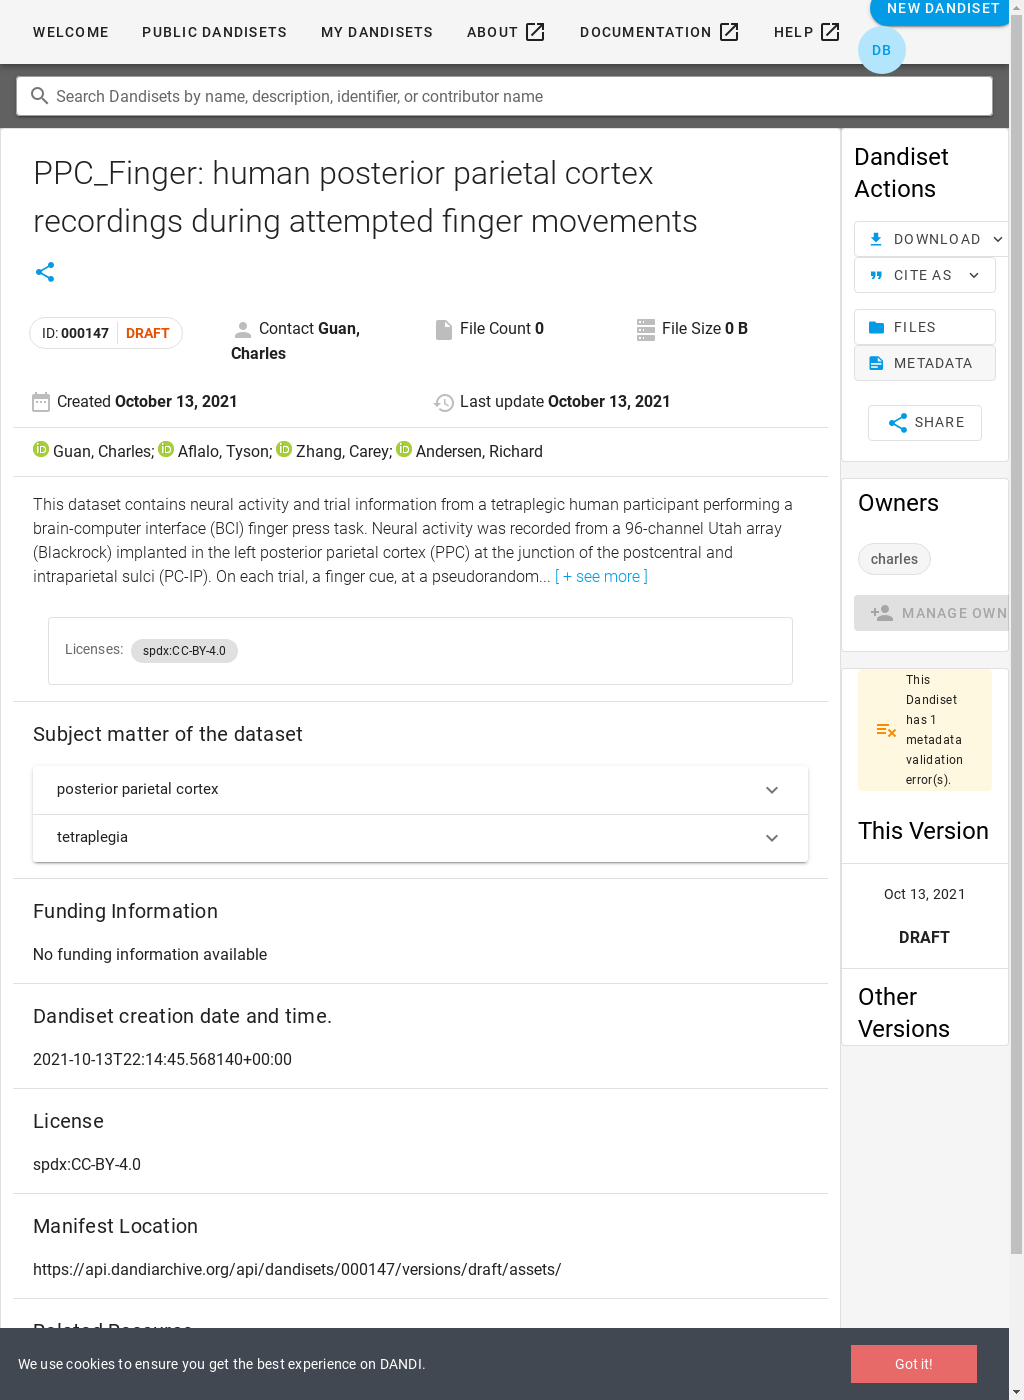 WELCOME PUBLIC DANDISETS MY DANDISETS ABOUT DOCUMENTATION HELP NEW DANDISET
DB
Search Dandisets by name, description, identifier, or contributor name
PPC_Finger: human posterior parietal cortex
recordings during attempted finger movements
ID: 000147 DRAFT
Contact Guan,
Charles
File Count 0
File Size 0 B
Created October 13, 2021
Last update October 13, 2021
iD Guan, Charles; iD Aflalo, Tyson; iD Zhang, Carey; iD Andersen, Richard
This dataset contains neural activity and trial information from a tetraplegic human participant performing a
brain-computer interface (BCI) finger press task. Neural activity was recorded from a 96-channel Utah array
(Blackrock) implanted in the left posterior parietal cortex (PPC) at the junction of the postcentral and
intraparietal sulci (PC-IP). On each trial, a finger cue, at a pseudorandom... [ + see more ]
Licenses: spdx:CC-BY-4.0
Subject matter of the dataset
posterior parietal cortex
tetraplegia
Funding Information
No funding information available
Dandiset creation date and time.
2021-10-13T22:14:45.568140+00:00
License
spdx:CC-BY-4.0
Manifest Location
https://api.dandiarchive.org/api/dandisets/000147/versions/draft/assets/
Related Resource
Dandiset
Actions
DOWNLOAD
CITE AS
FILES
METADATA
SHARE
Owners
charles
MANAGE OWN
This
Dandiset
has 1
metadata
validation
error(s).
This Version
Oct 13, 2021
DRAFT
Other
Versions
We use cookies to ensure you get the best experience on DANDI.
Got it!